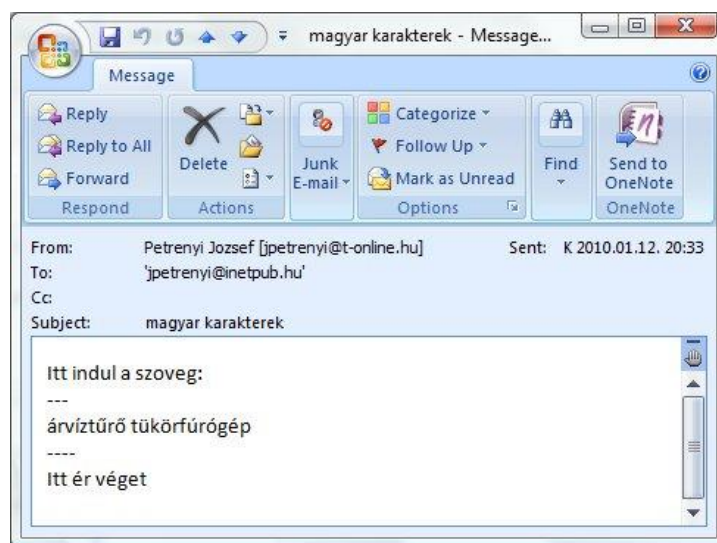 magyar karakterek - Message...
Message
Reply
Reply to All
Forward
Respond
Delete
Actions
Junk
E-mail
Categorize
Follow Up
Mark as Unread
Options
Find
Send to
OneNote
OneNote
From: Petrenyi Jozsef [jpetrenyi@t-online.hu] Sent: K 2010.01.12. 20:33
To: 'jpetrenyi@inetpub.hu'
Cc:
Subject: magyar karakterek
Itt indul a szoveg:
---
árvíztűrő tükörfúrógép
----
Itt ér véget